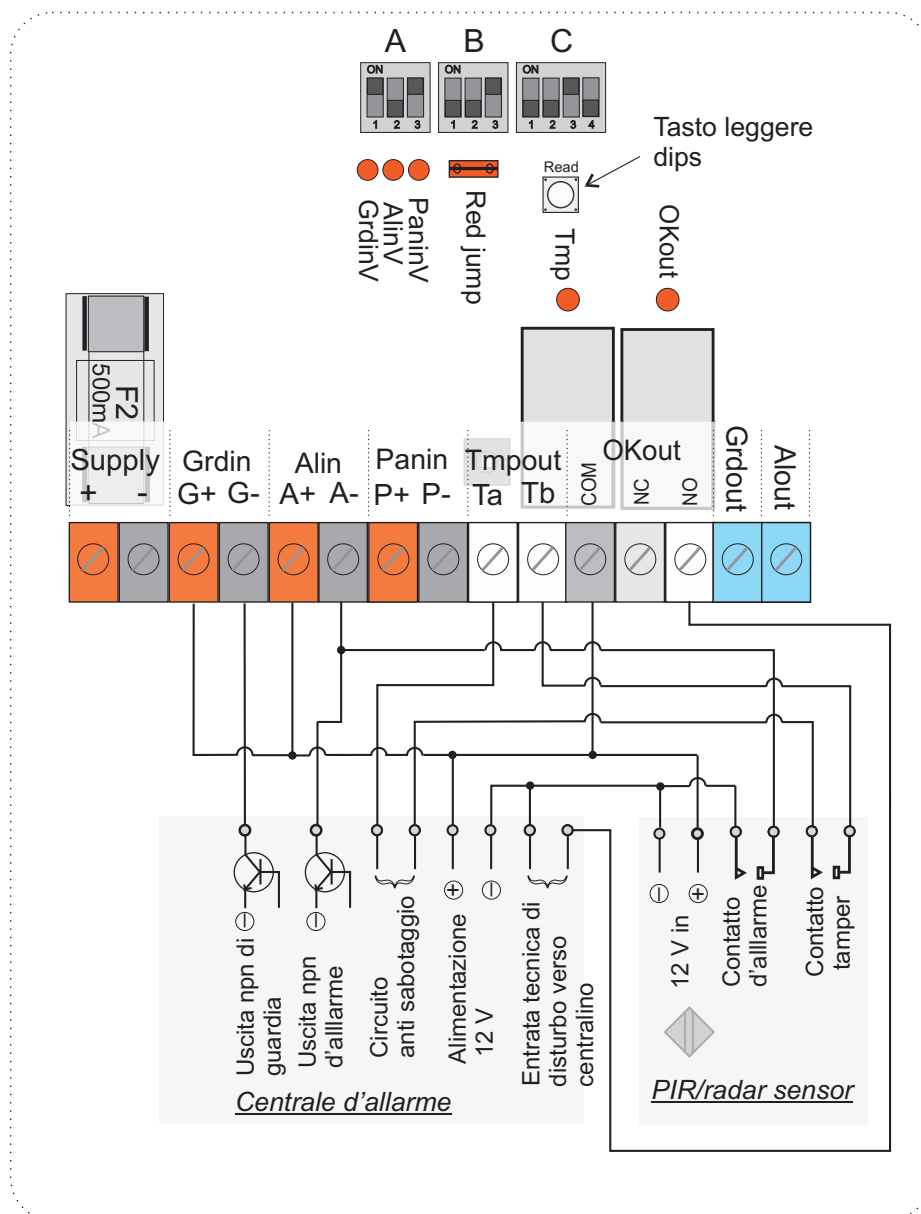 A B C
ON ON ON
1 2 3 1 2 3 1 2 3 4
Tasto leggere
dips
Read
GrdinV
AlinV
PaninV
Red jump
Tmp
OKout
F2
500mA
Supply Grdin Alin Panin Tmpout OKout Grdout Alout
+ - G+ G- A+ A- P+ P- Ta Tb COM NC NO
Uscita npn di
guardia
Uscita npn
d'alllarme
Circuito
anti sabotaggio
Alimentazione
12 V
Entrata tecnica di
disturbo verso
centralino
12 V in
Contatto
d'alllarme
Contatto
tamper
Centrale d'allarme
PIR/radar sensor